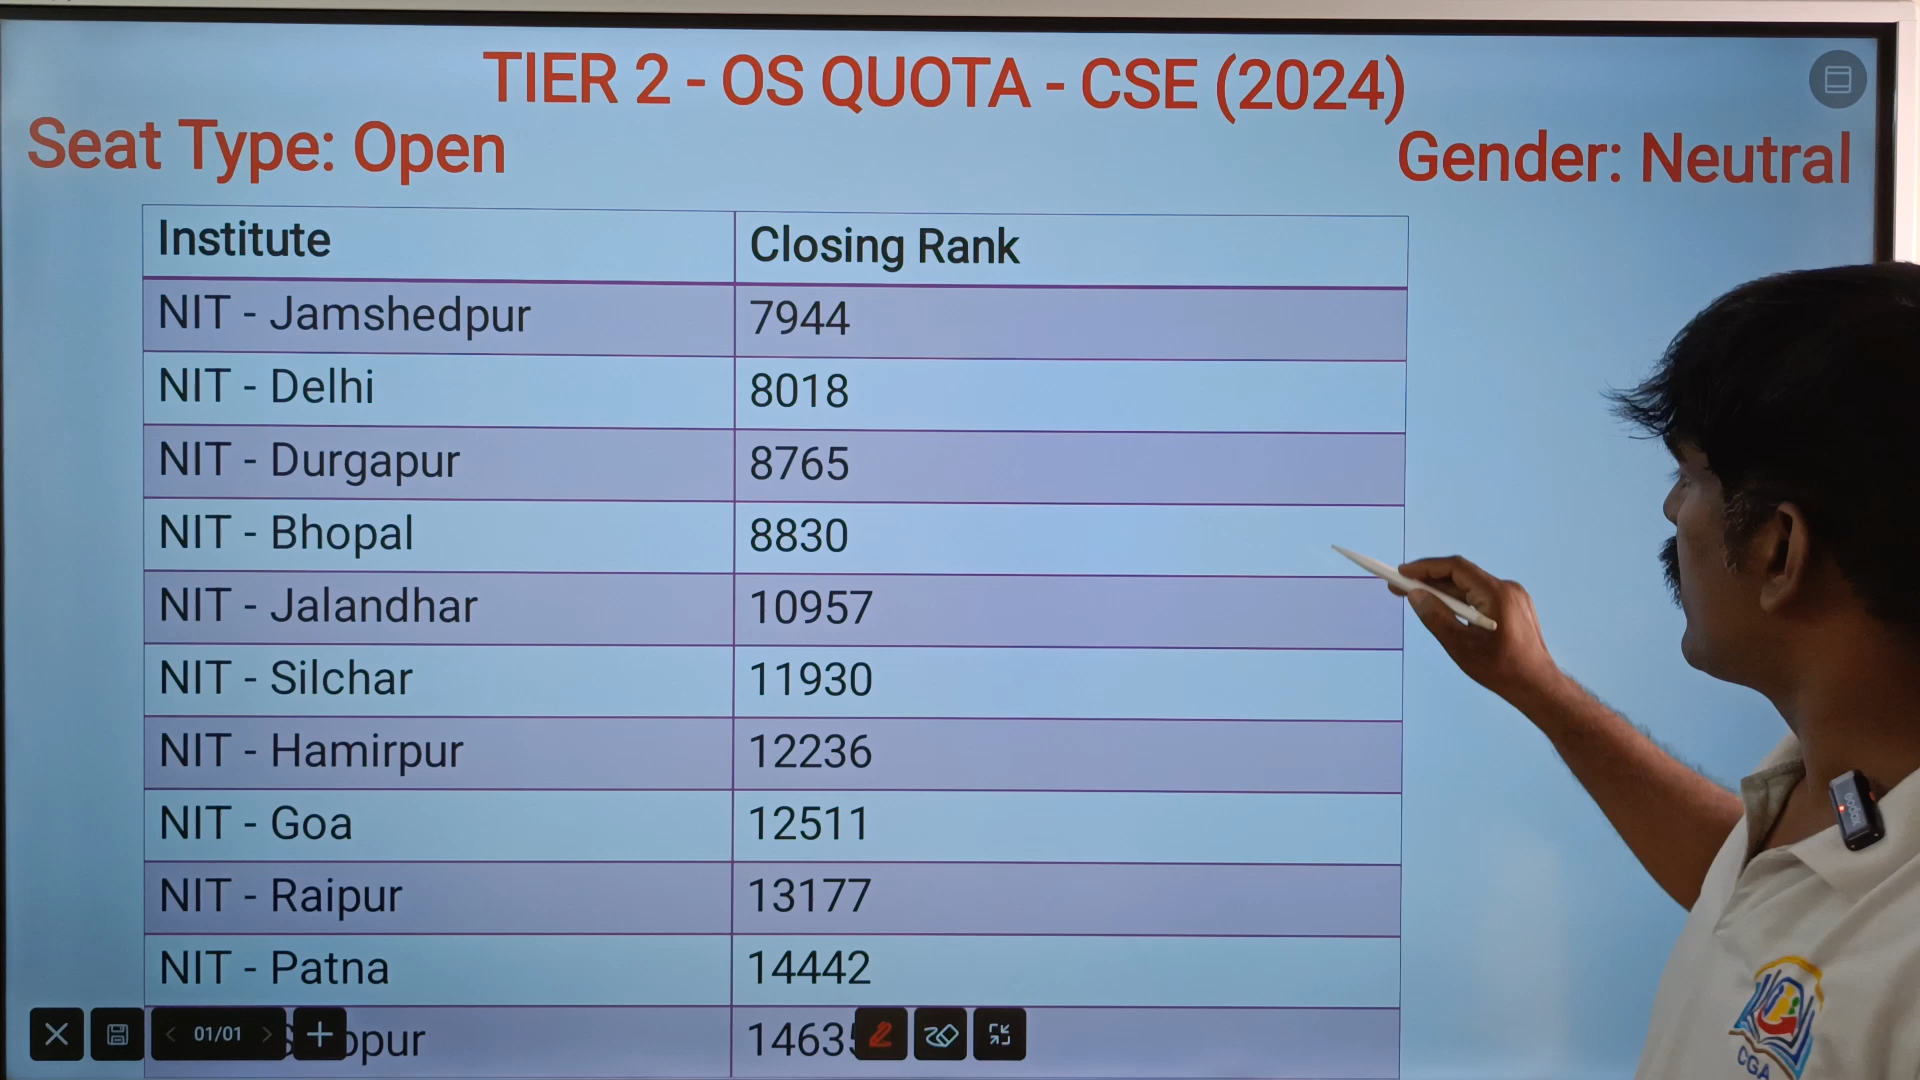 TIER 2 - OS QUOTA - CSE (2024)
Seat Type: Open
Gender: Neutral
Institute Closing Rank
NIT - Jamshedpur 7944
NIT - Delhi 8018
NIT - Durgapur 8765
NIT - Bhopal 8830
NIT - Jalandhar 10957
NIT - Silchar 11930
NIT - Hamirpur 12236
NIT - Goa 12511
NIT - Raipur 13177
NIT - Patna 14442
01/01
Godox
CGA